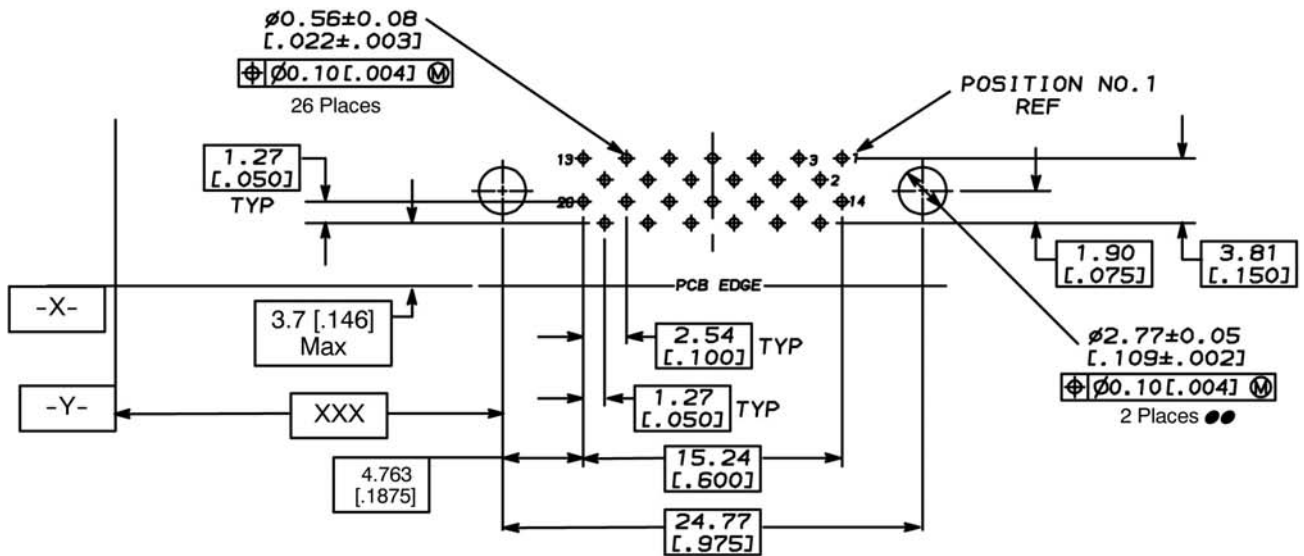 ø0.56±0.08
[.022±.003]
⌖ Ø0.10[.004] Ⓜ
26 Places
POSITION NO.1
REF
1.27
[.050]
TYP
13
3
1
2
26
14
1.90
[.075]
3.81
[.150]
PCB EDGE
-X-
3.7 [.146]
Max
2.54
[.100]
TYP
ø2.77±0.05
[.109±.002]
⌖ Ø0.10[.004] Ⓜ
2 Places ●●
-Y-
XXX
1.27
[.050]
TYP
4.763
[.1875]
15.24
[.600]
24.77
[.975]